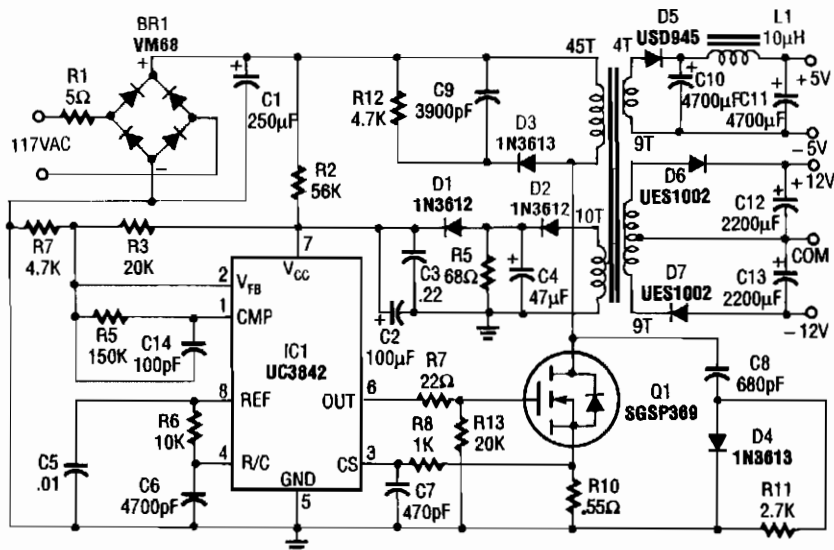 BR1
VM68
R1
5Ω
117VAC
+
−
+
C1
250µF
R2
56K
R12
4.7K
C9
3900pF
D3
1N3613
45T
4T
9T
D5
USD945
L1
10µH
+
C10
4700µF
+
C11
4700µF
+5V
−5V
D6
UES1002
+12V
+
C12
2200µF
COM
+
C13
2200µF
D7
UES1002
9T
−12V
R7
4.7K
R3
20K
D1
1N3612
D2
1N3612
10T
C3
.22
R5
68Ω
+
C4
47µF
+
C2
100µF
7
VCC
2
VFB
1
CMP
R5
150K
C14
100pF
IC1
UC3842
8
REF
OUT
6
R6
10K
4
R/C
CS
3
GND
5
C5
.01
C6
4700pF
R7
22Ω
R8
1K
R13
20K
C7
470pF
Q1
SGSP369
R10
.55Ω
C8
680pF
D4
1N3613
R11
2.7K